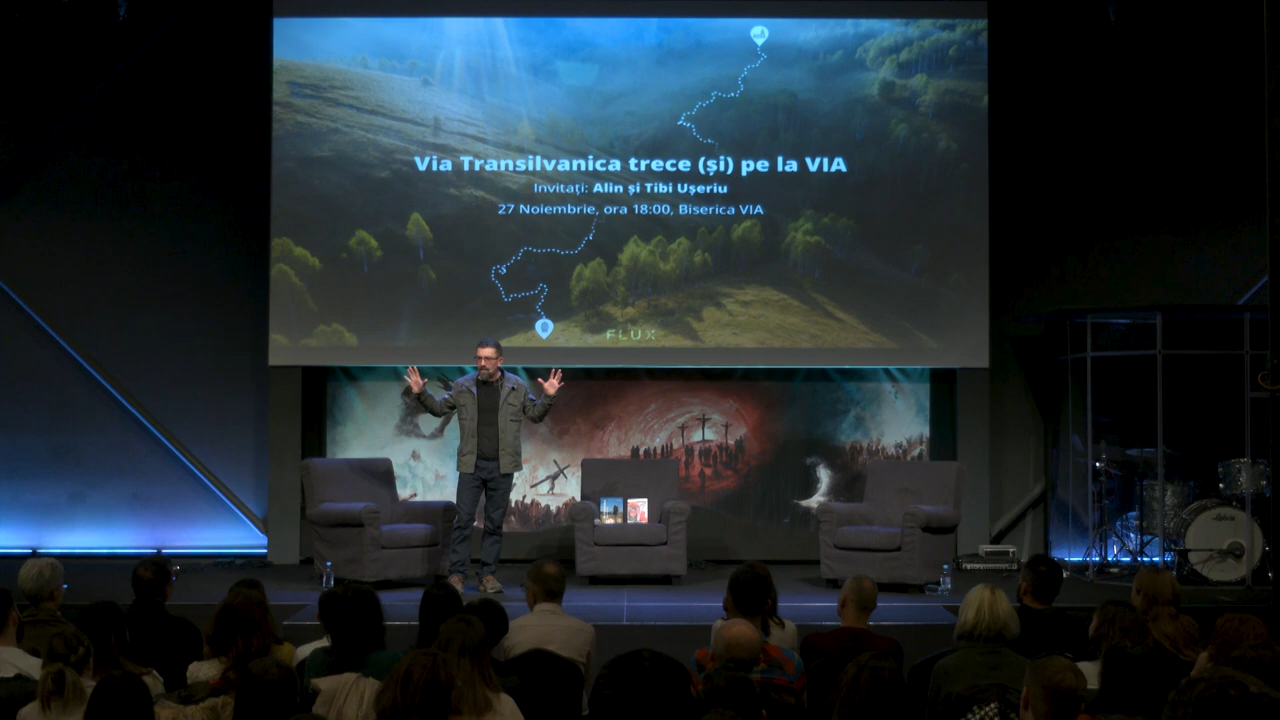 Via Transilvanica trece (și) pe la VIA
Invitați: Alin și Tibi Ușeriu
27 Noiembrie, ora 18:00, Biserica VIA
FLUX